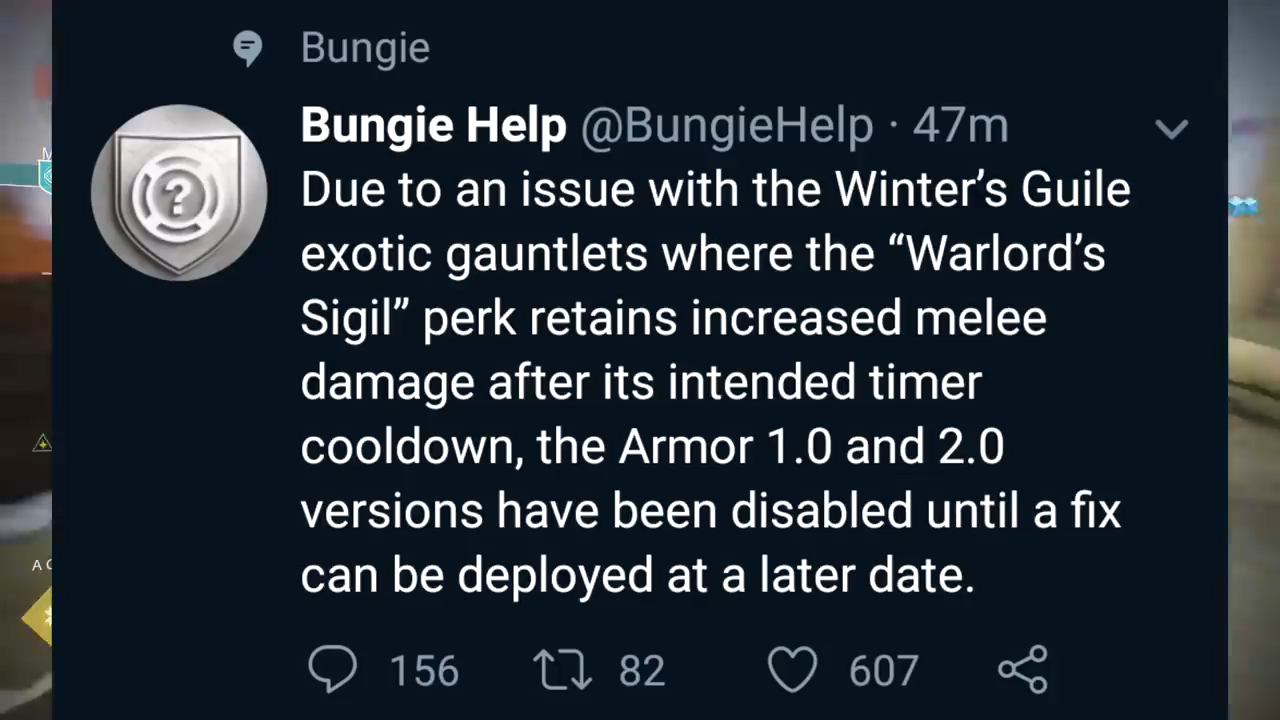 Bungie
Bungie Help @BungieHelp · 47m
Due to an issue with the Winter’s Guile
exotic gauntlets where the “Warlord’s
Sigil” perk retains increased melee
damage after its intended timer
cooldown, the Armor 1.0 and 2.0
versions have been disabled until a fix
can be deployed at a later date.
156 82 607